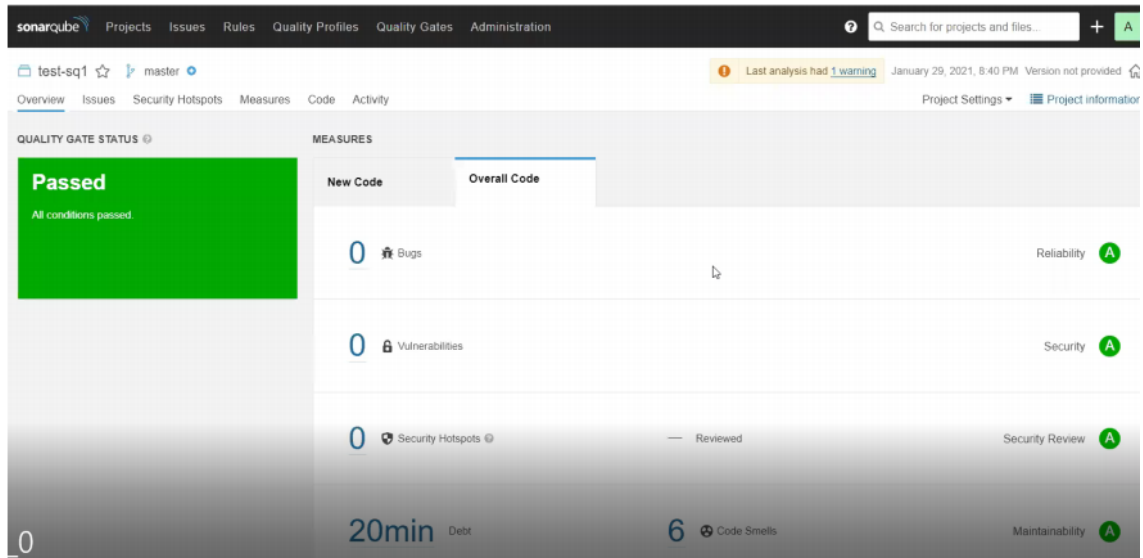 sonarqube Projects Issues Rules Quality Profiles Quality Gates Administration ? Search for projects and files... + A
test-sq1 master Last analysis had 1 warning January 29, 2021, 8:40 PM Version not provided
Overview Issues Security Hotspots Measures Code Activity Project Settings Project information
QUALITY GATE STATUS ? MEASURES
Passed
All conditions passed.
New Code Overall Code
0 Bugs Reliability A
0 Vulnerabilities Security A
0 Security Hotspots ? — Reviewed Security Review A
20min Debt 6 Code Smells Maintainability A
_0